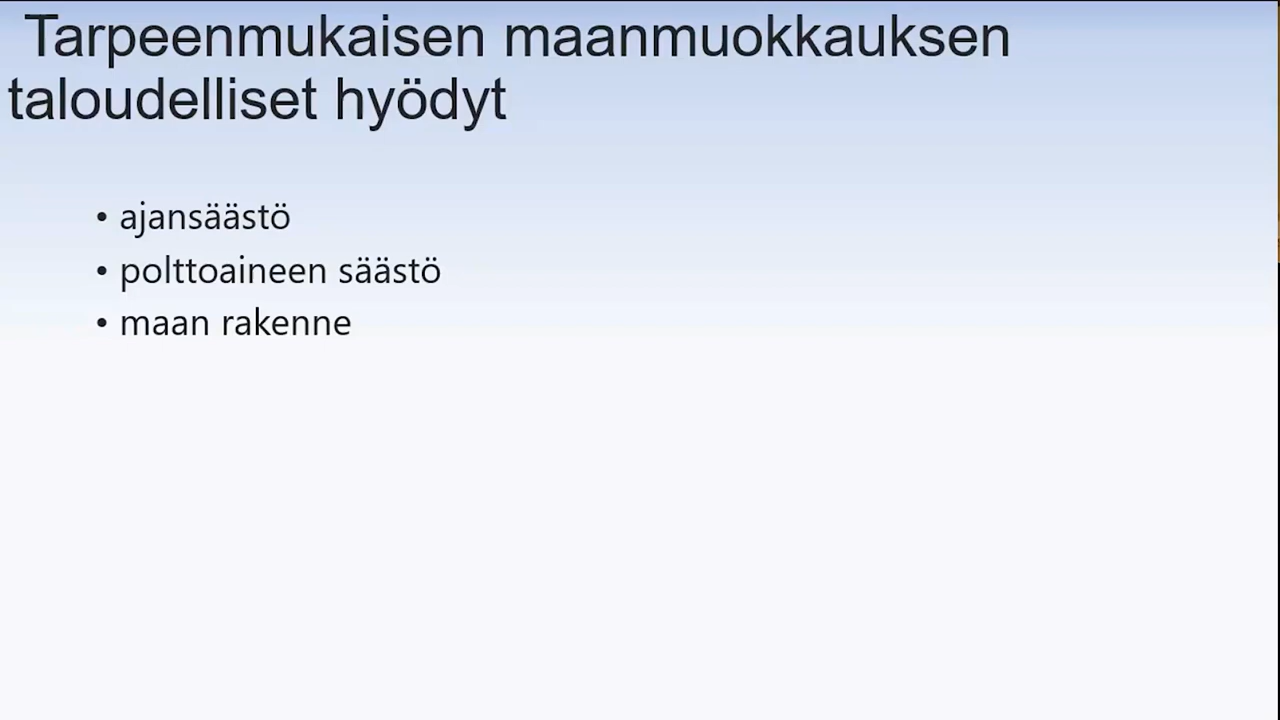 Tarpeenmukaisen maanmuokkauksen
taloudelliset hyödyt
• ajansäästö
• polttoaineen säästö
• maan rakenne